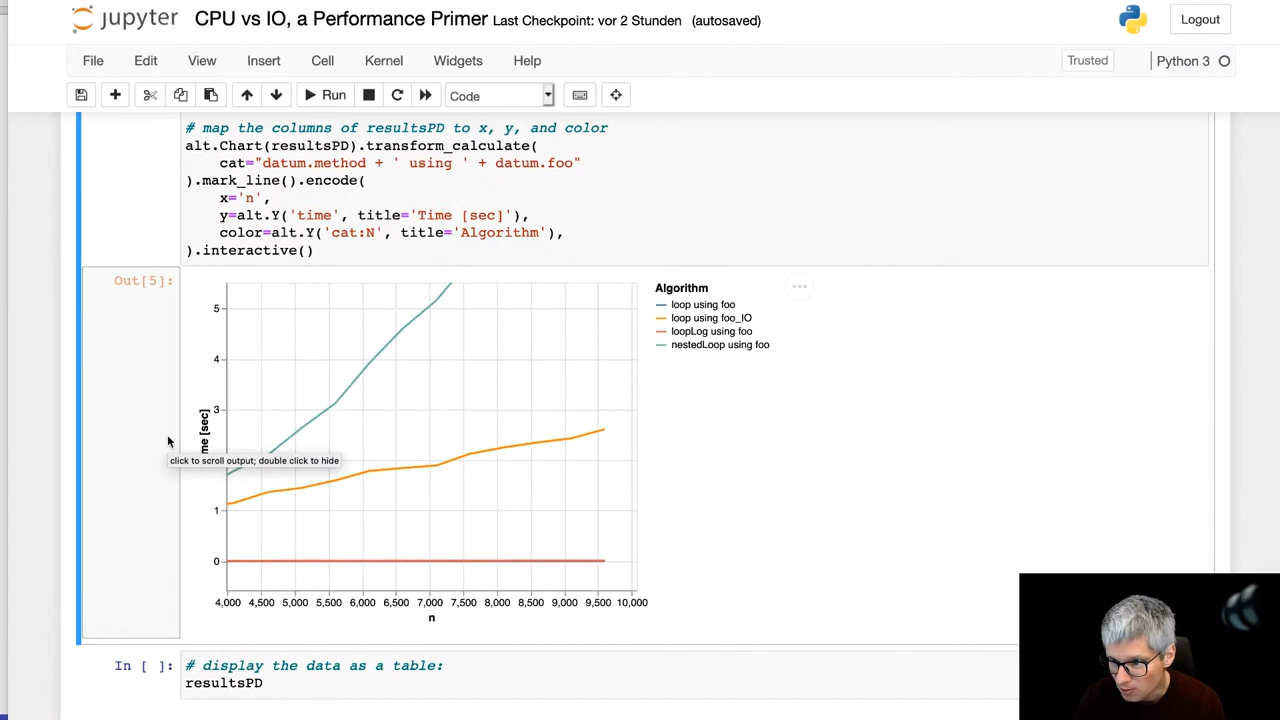 jupyter CPU vs IO, a Performance Primer Last Checkpoint: vor 2 Stunden (autosaved) Logout
File Edit View Insert Cell Kernel Widgets Help Trusted Python 3
Run Code
# map the columns of resultsPD to x, y, and color
alt.Chart(resultsPD).transform_calculate(
cat="datum.method + ' using ' + datum.foo"
).mark_line().encode(
x='n',
y=alt.Y('time', title='Time [sec]'),
color=alt.Y('cat:N', title='Algorithm'),
).interactive()
Out[5]:
Algorithm
loop using foo
loop using foo_IO
loopLog using foo
nestedLoop using foo
5
4
3
1
0
me [sec]
click to scroll output; double click to hide
4,000 4,500 5,000 5,500 6,000 6,500 7,000 7,500 8,000 8,500 9,000 9,500 10,000
n
In [ ]: # display the data as a table:
resultsPD